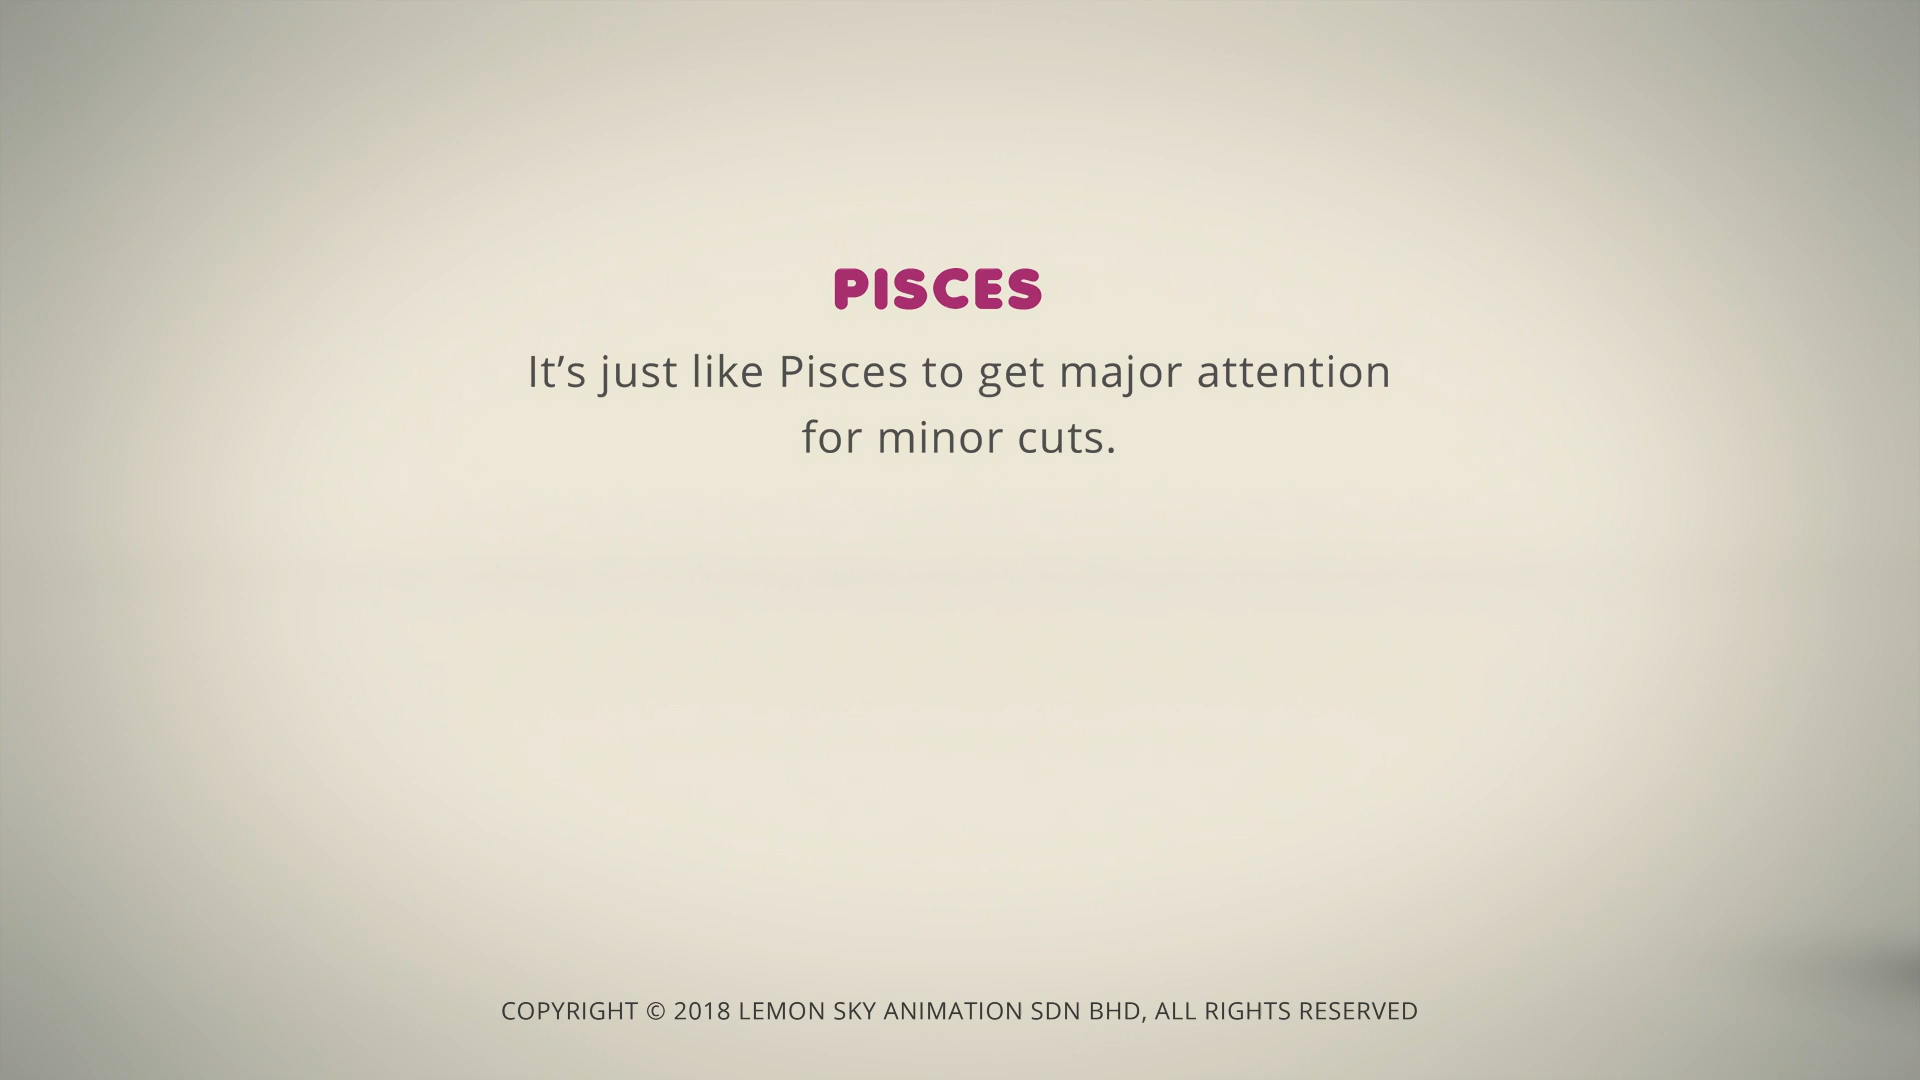 PISCES
It’s just like Pisces to get major attention
for minor cuts.
COPYRIGHT © 2018 LEMON SKY ANIMATION SDN BHD, ALL RIGHTS RESERVED